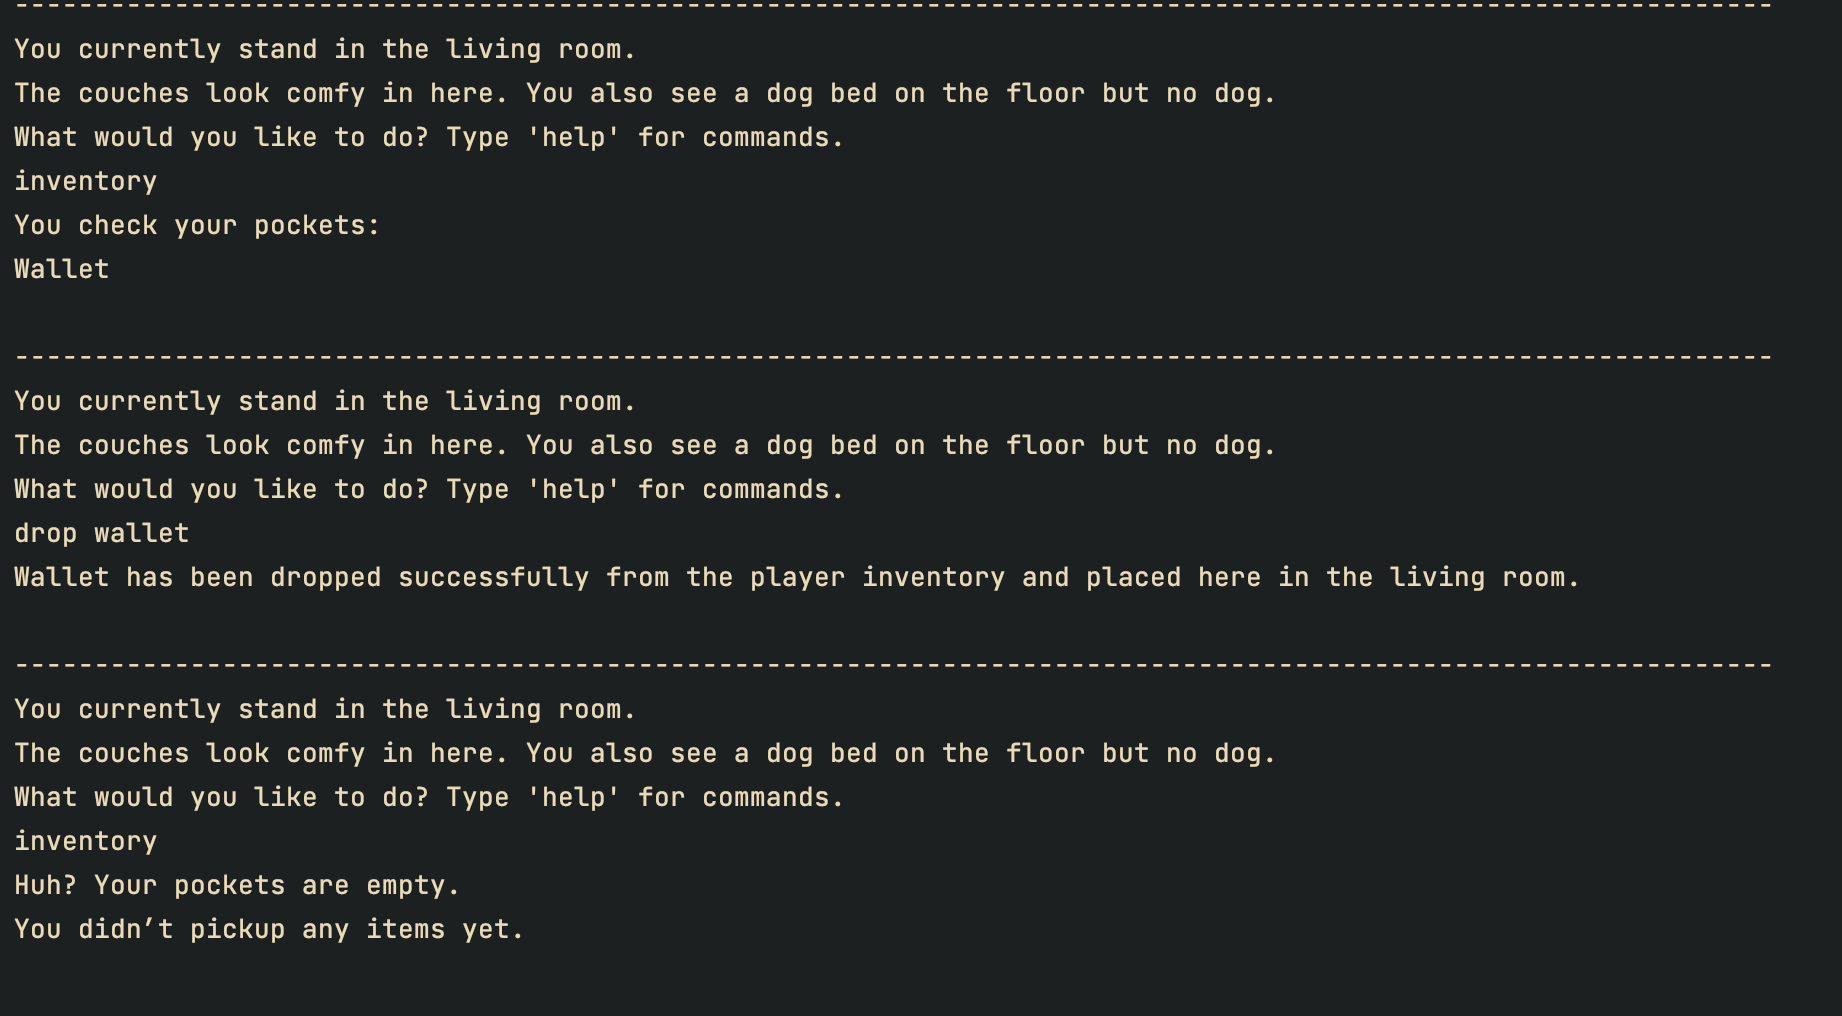 --------------------------------------------------------------------------------------------------------------
You currently stand in the living room.
The couches look comfy in here. You also see a dog bed on the floor but no dog.
What would you like to do? Type 'help' for commands.
inventory
You check your pockets:
Wallet
--------------------------------------------------------------------------------------------------------------
You currently stand in the living room.
The couches look comfy in here. You also see a dog bed on the floor but no dog.
What would you like to do? Type 'help' for commands.
drop wallet
Wallet has been dropped successfully from the player inventory and placed here in the living room.
--------------------------------------------------------------------------------------------------------------
You currently stand in the living room.
The couches look comfy in here. You also see a dog bed on the floor but no dog.
What would you like to do? Type 'help' for commands.
inventory
Huh? Your pockets are empty.
You didn’t pickup any items yet.